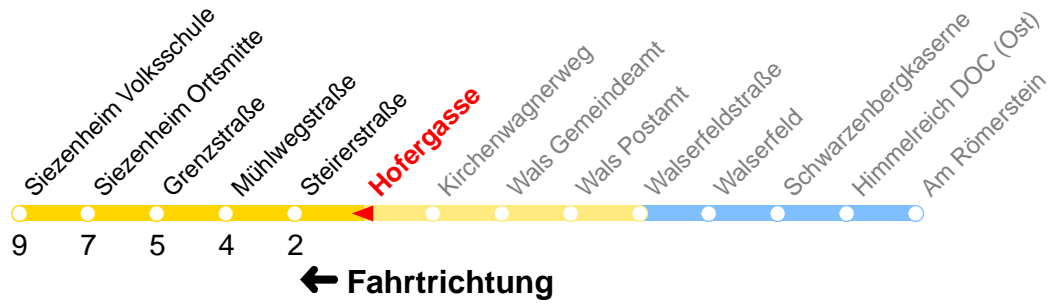 Siezenheim Volksschule
Siezenheim Ortsmitte
Grenzstraße
Mühlwegstraße
Steirerstraße
Hofergasse
Kirchenwagnerweg
Wals Gemeindeamt
Wals Postamt
Walserfeldstraße
Walserfeld
Schwarzenbergkaserne
Himmelreich DOC (Ost)
Am Römerstein
9 7 5 4 2
Fahrtrichtung